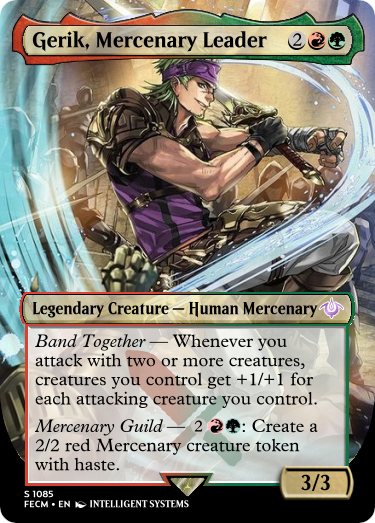 Gerik, Mercenary Leader 2
Legendary Creature — Human Mercenary
Band Together — Whenever you
attack with two or more creatures,
creatures you control get +1/+1 for
each attacking creature you control.
Mercenary Guild — 2 : Create a
2/2 red Mercenary creature token
with haste.
3/3
S 1085
FECM • EN INTELLIGENT SYSTEMS